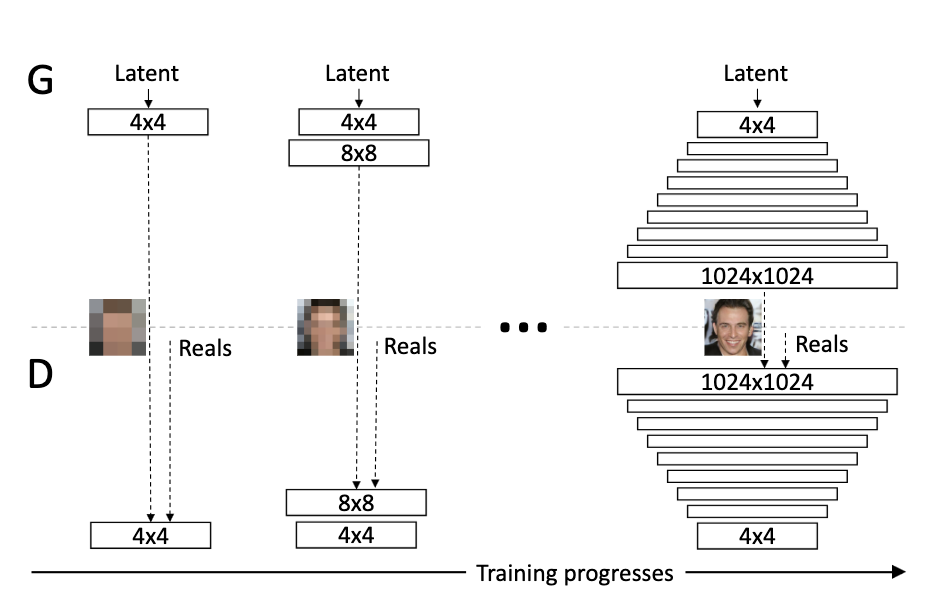 G
Latent
Latent
Latent
4x4
4x4
4x4
8x8
1024x1024
Reals
Reals
Reals
D
1024x1024
8x8
4x4
4x4
4x4
Training progresses